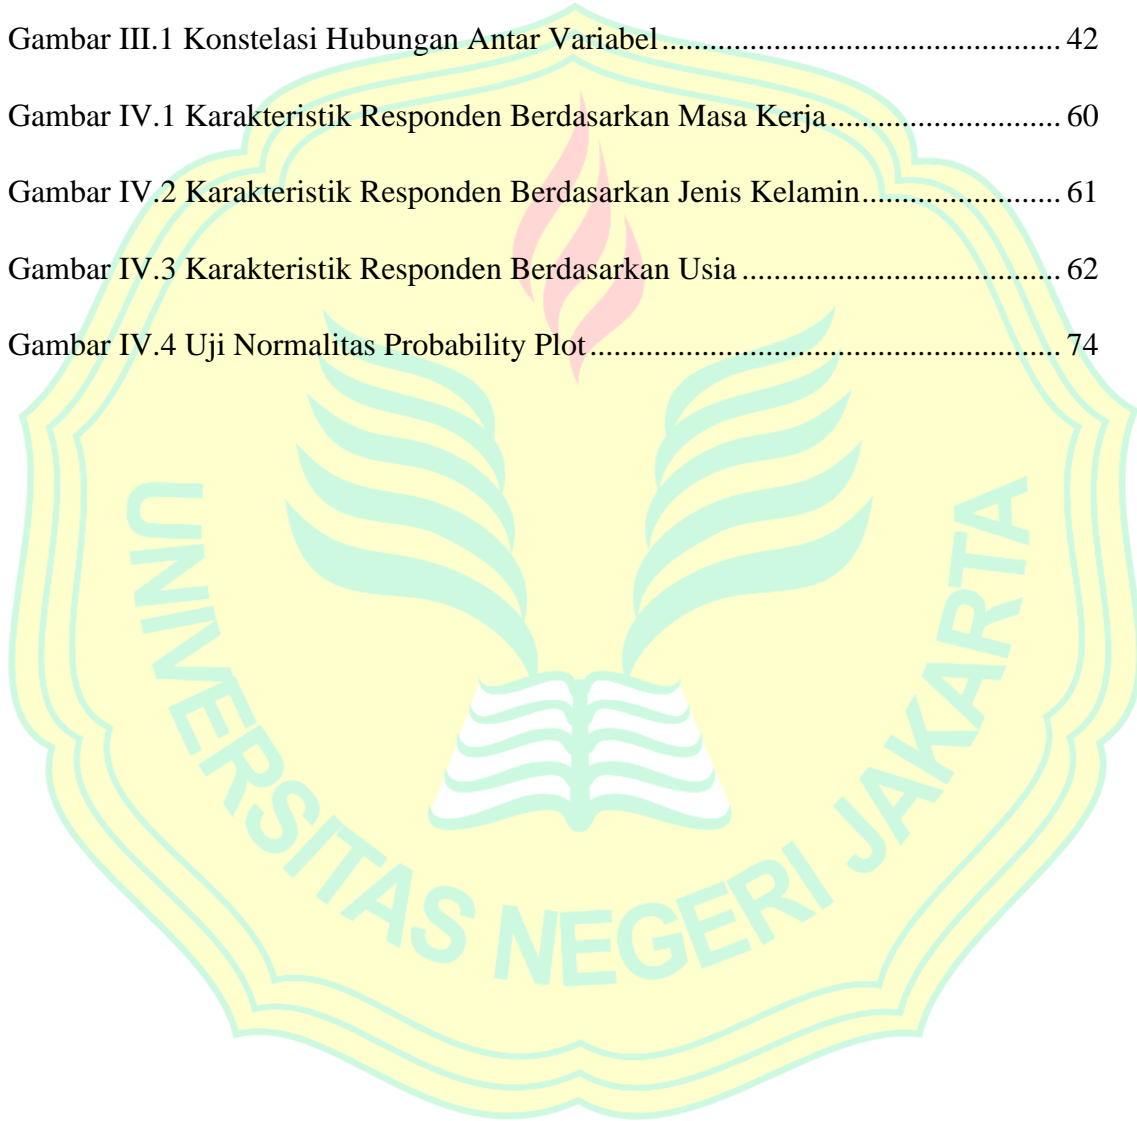 Gambar III.1 Konstelasi Hubungan Antar Variabel................................................ 42
Gambar IV.1 Karakteristik Responden Berdasarkan Masa Kerja............................ 60
Gambar IV.2 Karakteristik Responden Berdasarkan Jenis Kelamin........................ 61
Gambar IV.3 Karakteristik Responden Berdasarkan Usia ...................................... 62
Gambar IV.4 Uji Normalitas Probability Plot......................................................... 74
UNIVERSITAS NEGERI JAKARTA